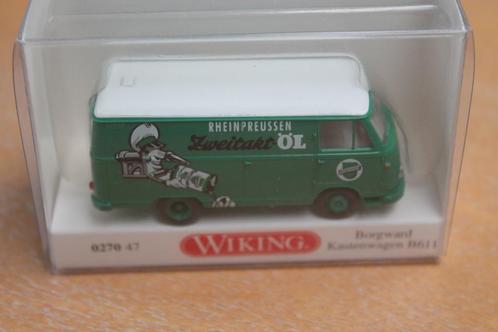 RHEINPREUSSEN
Zweitakt-ÖL
0270 47
WIKING®
Borgward
Kastenwagen B611